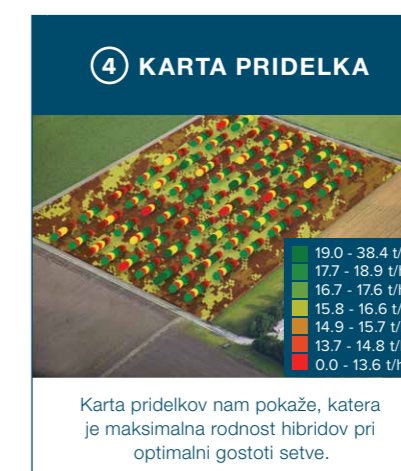 4 KARTA PRIDELKA
19.0 - 38.4 t/
17.7 - 18.9 t/h
16.7 - 17.6 t/h
15.8 - 16.6 t/
14.9 - 15.7 t/
13.7 - 14.8 t/
0.0 - 13.6 t/h
Karta pridelkov nam pokaže, katera
je maksimalna rodnost hibridov pri
optimalni gostoti setve.